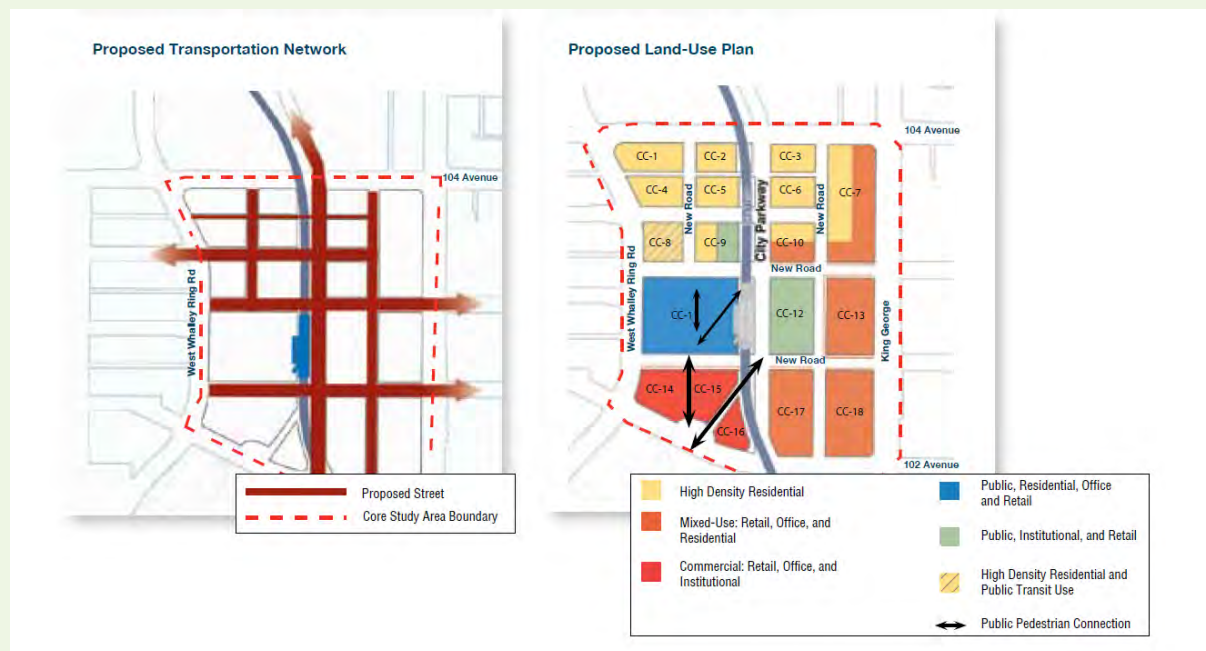 Proposed Transportation Network
104 Avenue
West Whalley Ring Rd
Proposed Street
Core Study Area Boundary
Proposed Land-Use Plan
104 Avenue
CC-1
CC-2
CC-3
CC-4
CC-5
CC-6
CC-7
New Road
New Road
City Parkway
CC-8
CC-9
CC-10
New Road
West Whalley Ring Rd
CC-1
CC-12
CC-13
King George
New Road
CC-14
CC-15
CC-16
CC-17
CC-18
102 Avenue
High Density Residential
Mixed-Use: Retail, Office, and
Residential
Commercial: Retail, Office, and
Institutional
Public, Residential, Office
and Retail
Public, Institutional, and Retail
High Density Residential and
Public Transit Use
Public Pedestrian Connection